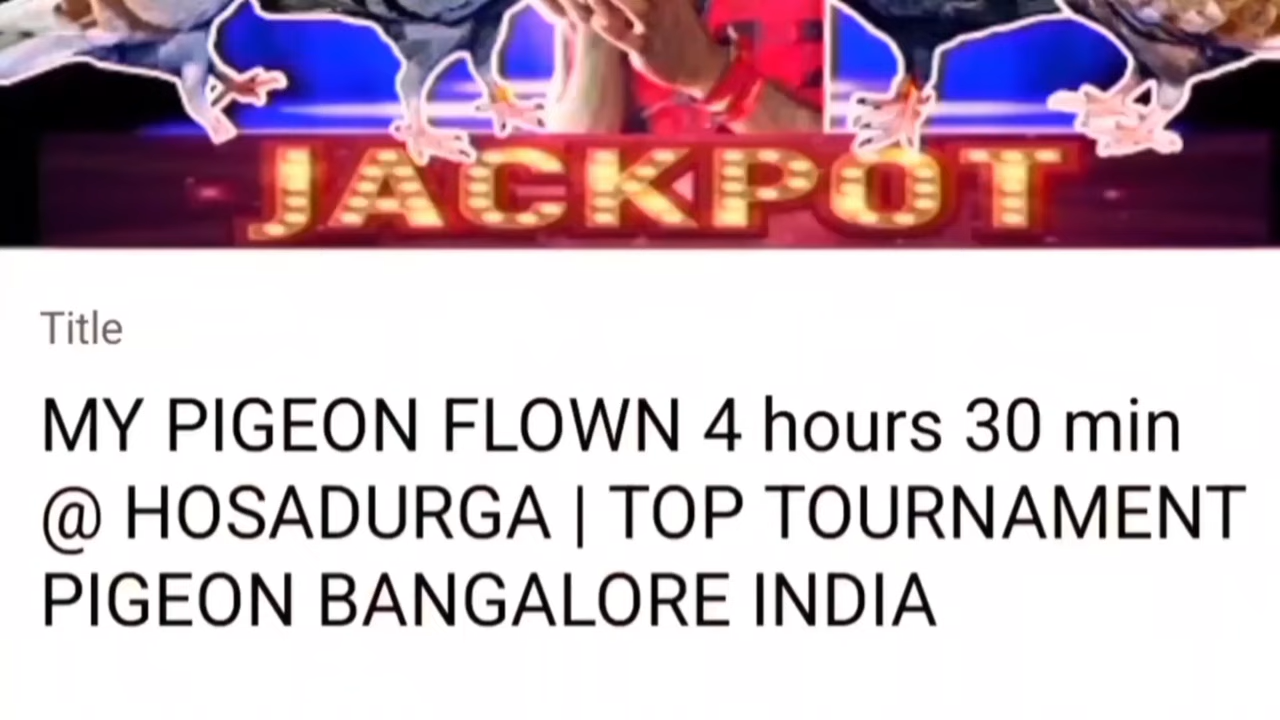 JACKPOT
Title
MY PIGEON FLOWN 4 hours 30 min
@ HOSADURGA | TOP TOURNAMENT
PIGEON BANGALORE INDIA